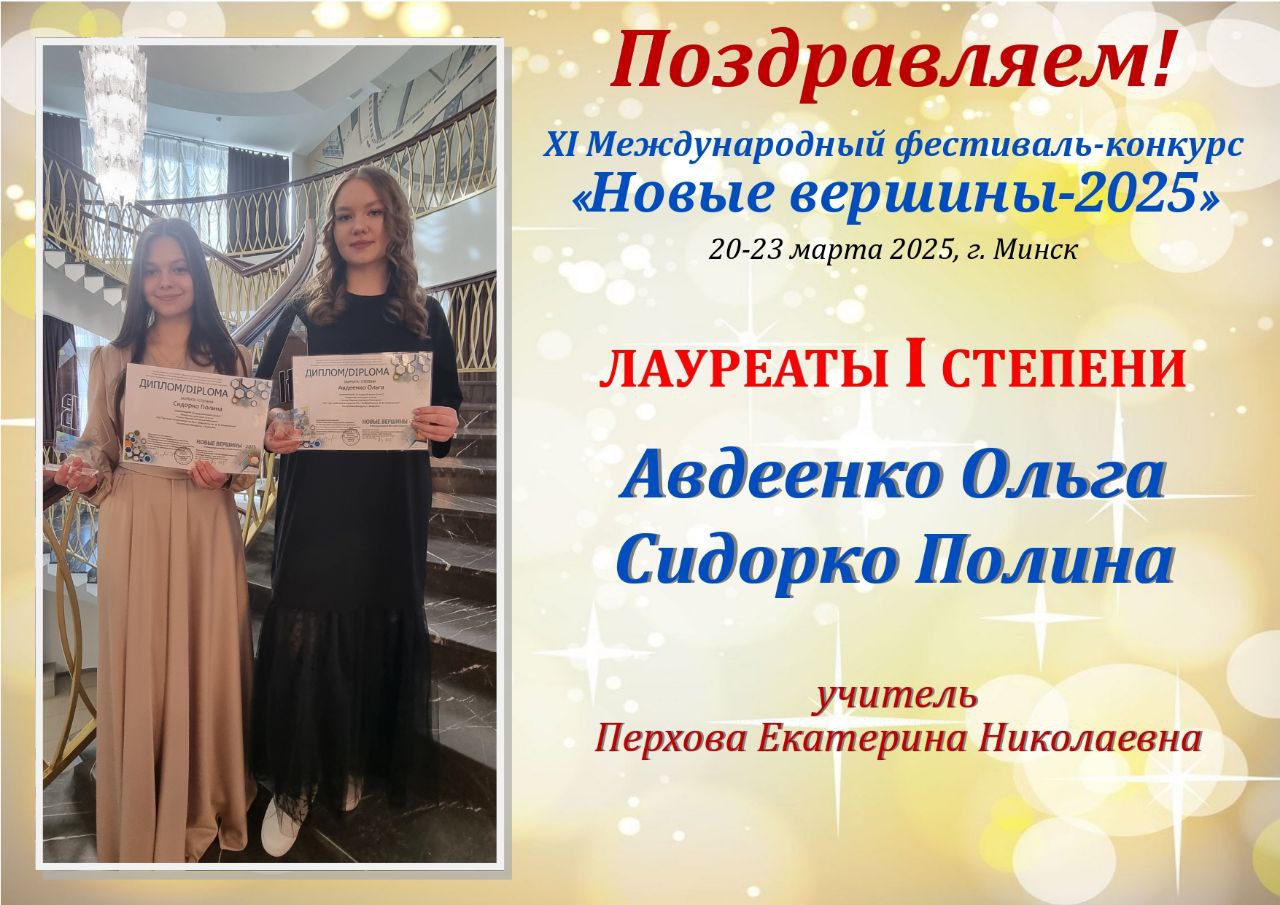 Поздравляем!
XI Международный фестиваль-конкурс
«Новые вершины-2025»
20-23 марта 2025, г. Минск
ЛАУРЕАТЫ I СТЕПЕНИ
Авдеенко Ольга
Сидорко Полина
учитель
Перхова Екатерина Николаевна
ДИПЛОМ/DIPLOMA
Сидорко Полина
НОВЫЕ ВЕРШИНЫ - 2025
ДИПЛОМ/DIPLOMA
Авдеенко Ольга
НОВЫЕ ВЕРШИНЫ